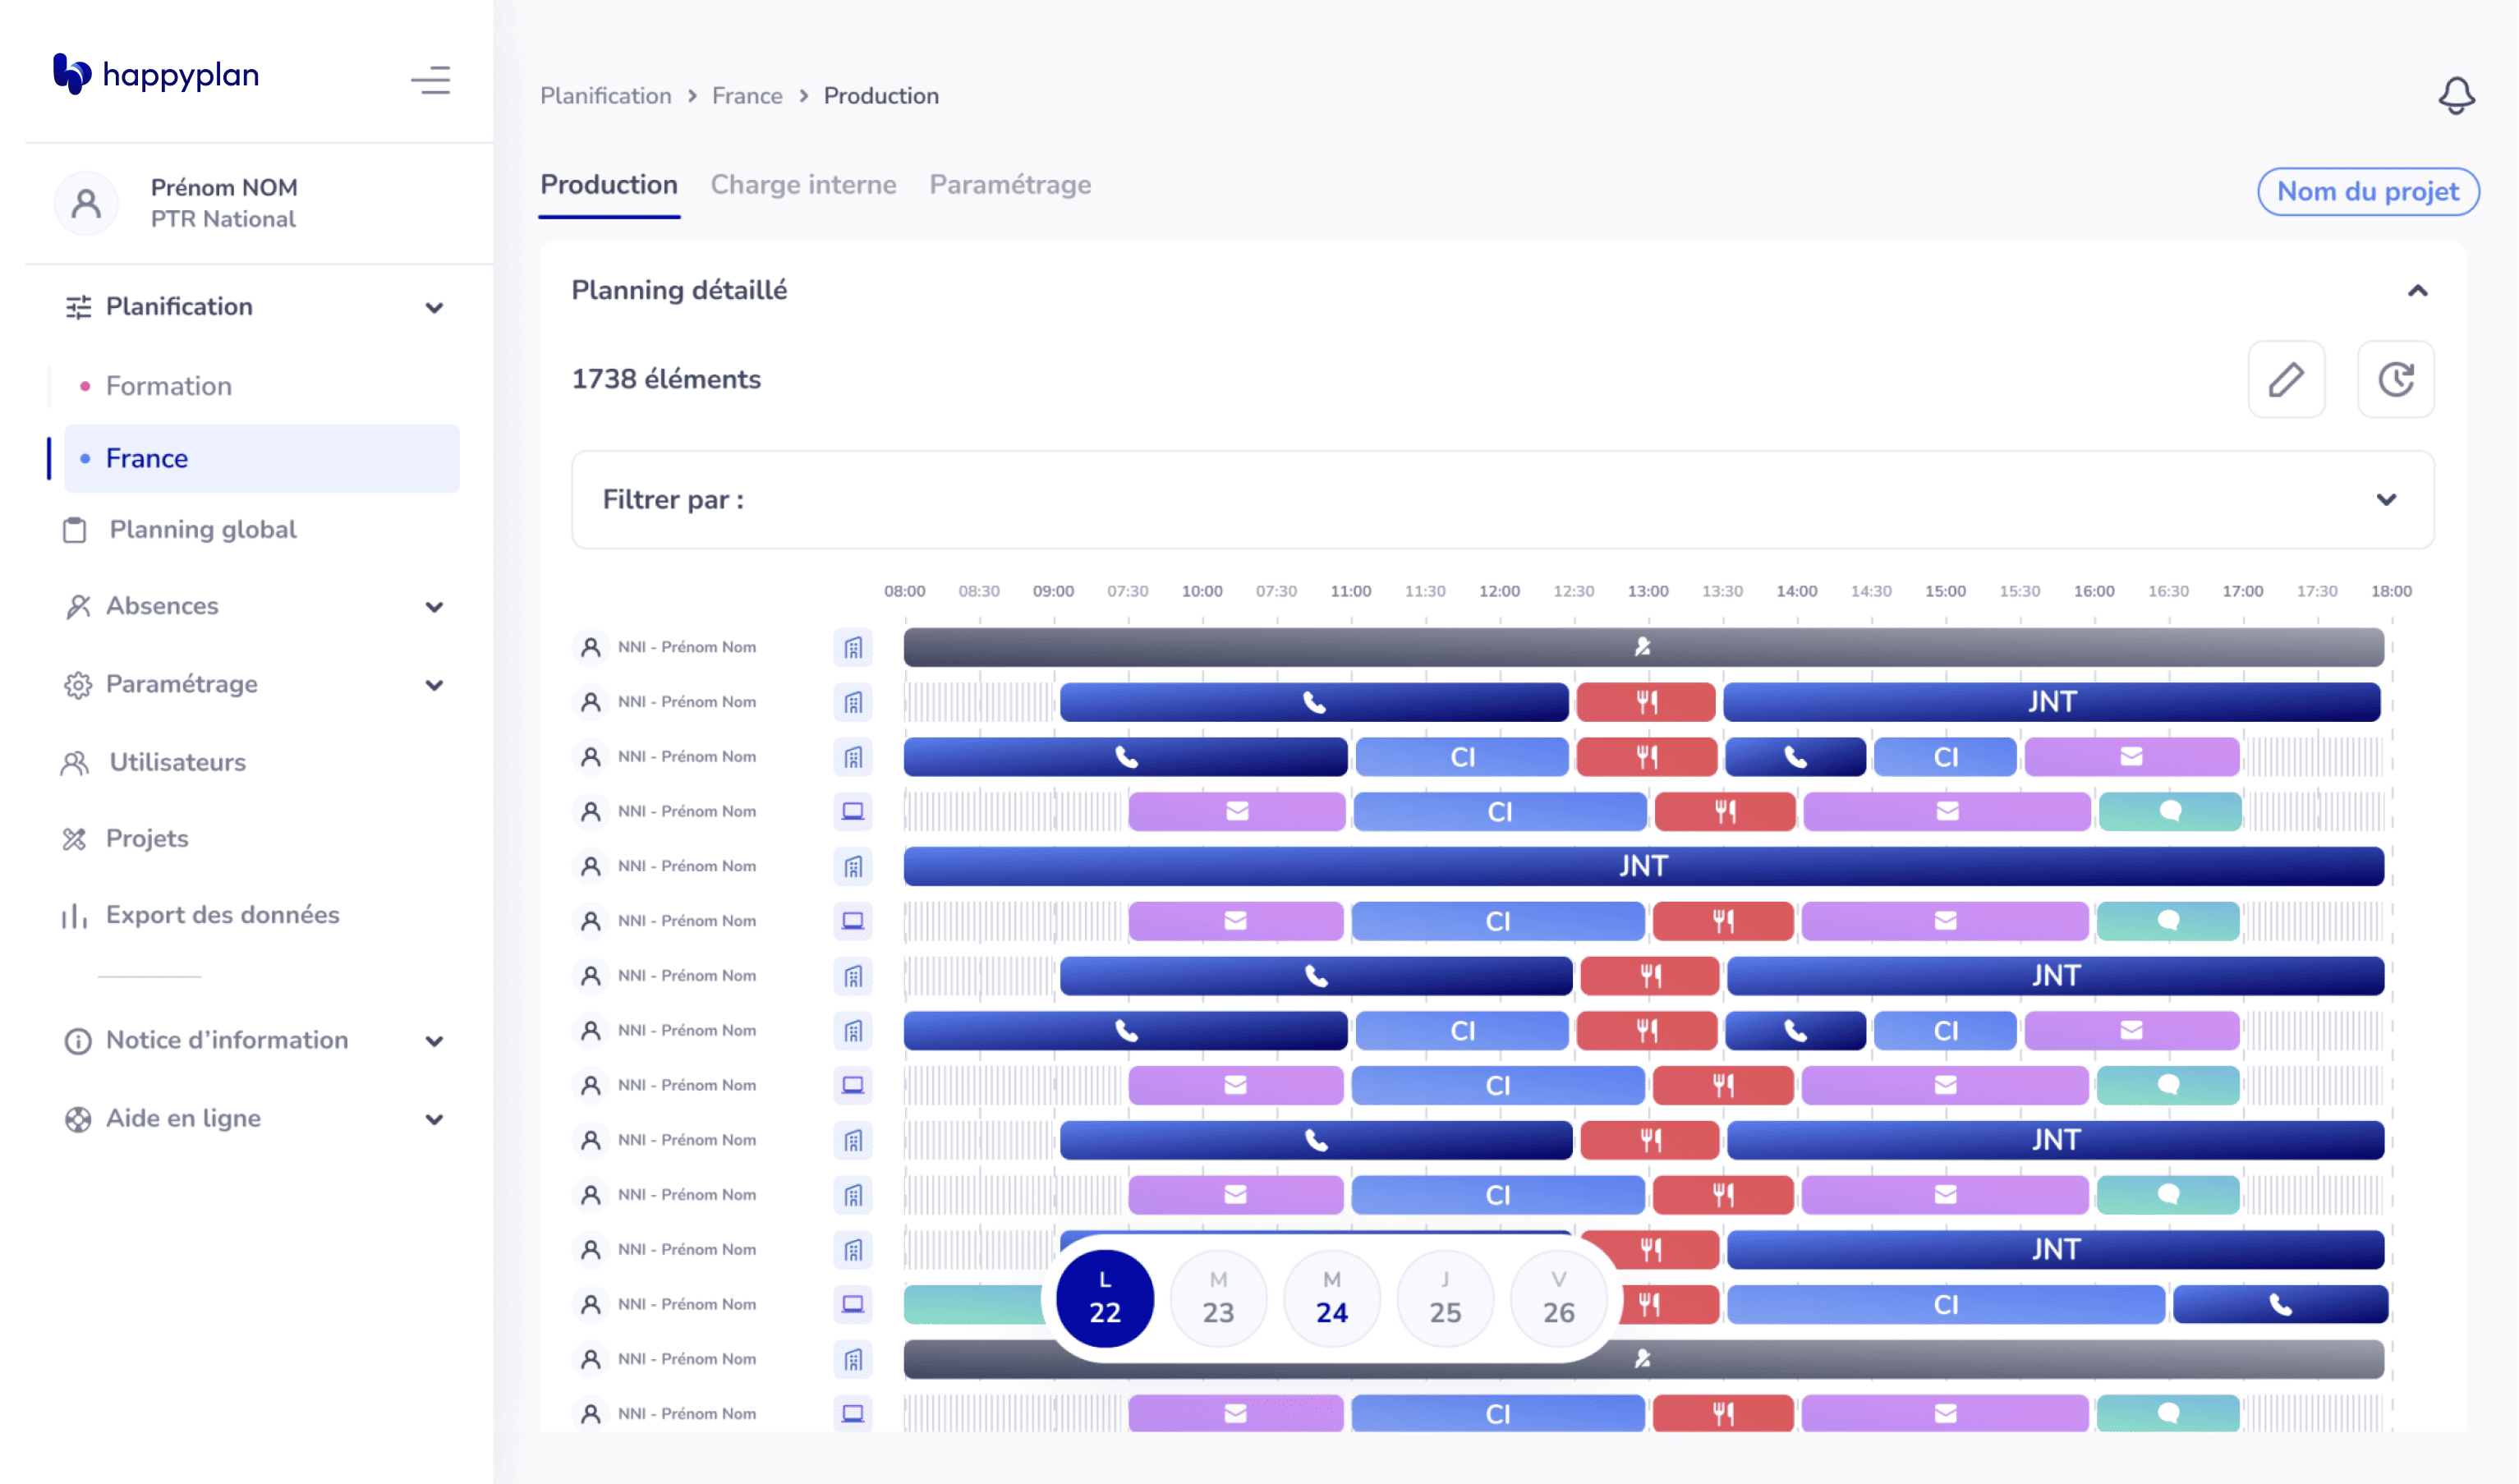 happyplan
Prénom NOM
PTR National
Planification
Formation
France
Planning global
Absences
Paramétrage
Utilisateurs
Projets
Export des données
Notice d’information
Aide en ligne
Planification > France > Production
Production Charge interne Paramétrage
Nom du projet
Planning détaillé
1738 éléments
Filtrer par :
08:00 08:30 09:00 07:30 10:00 07:30 11:00 11:30 12:00 12:30 13:00 13:30 14:00 14:30 15:00 15:30 16:00 16:30 17:00 17:30 18:00
NNI - Prénom Nom
NNI - Prénom Nom JNT
NNI - Prénom Nom CI CI
NNI - Prénom Nom CI
NNI - Prénom Nom JNT
NNI - Prénom Nom CI
NNI - Prénom Nom JNT
NNI - Prénom Nom CI CI
NNI - Prénom Nom CI
NNI - Prénom Nom JNT
NNI - Prénom Nom CI
NNI - Prénom Nom JNT
NNI - Prénom Nom CI
NNI - Prénom Nom
NNI - Prénom Nom CI
L M M J V
22 23 24 25 26